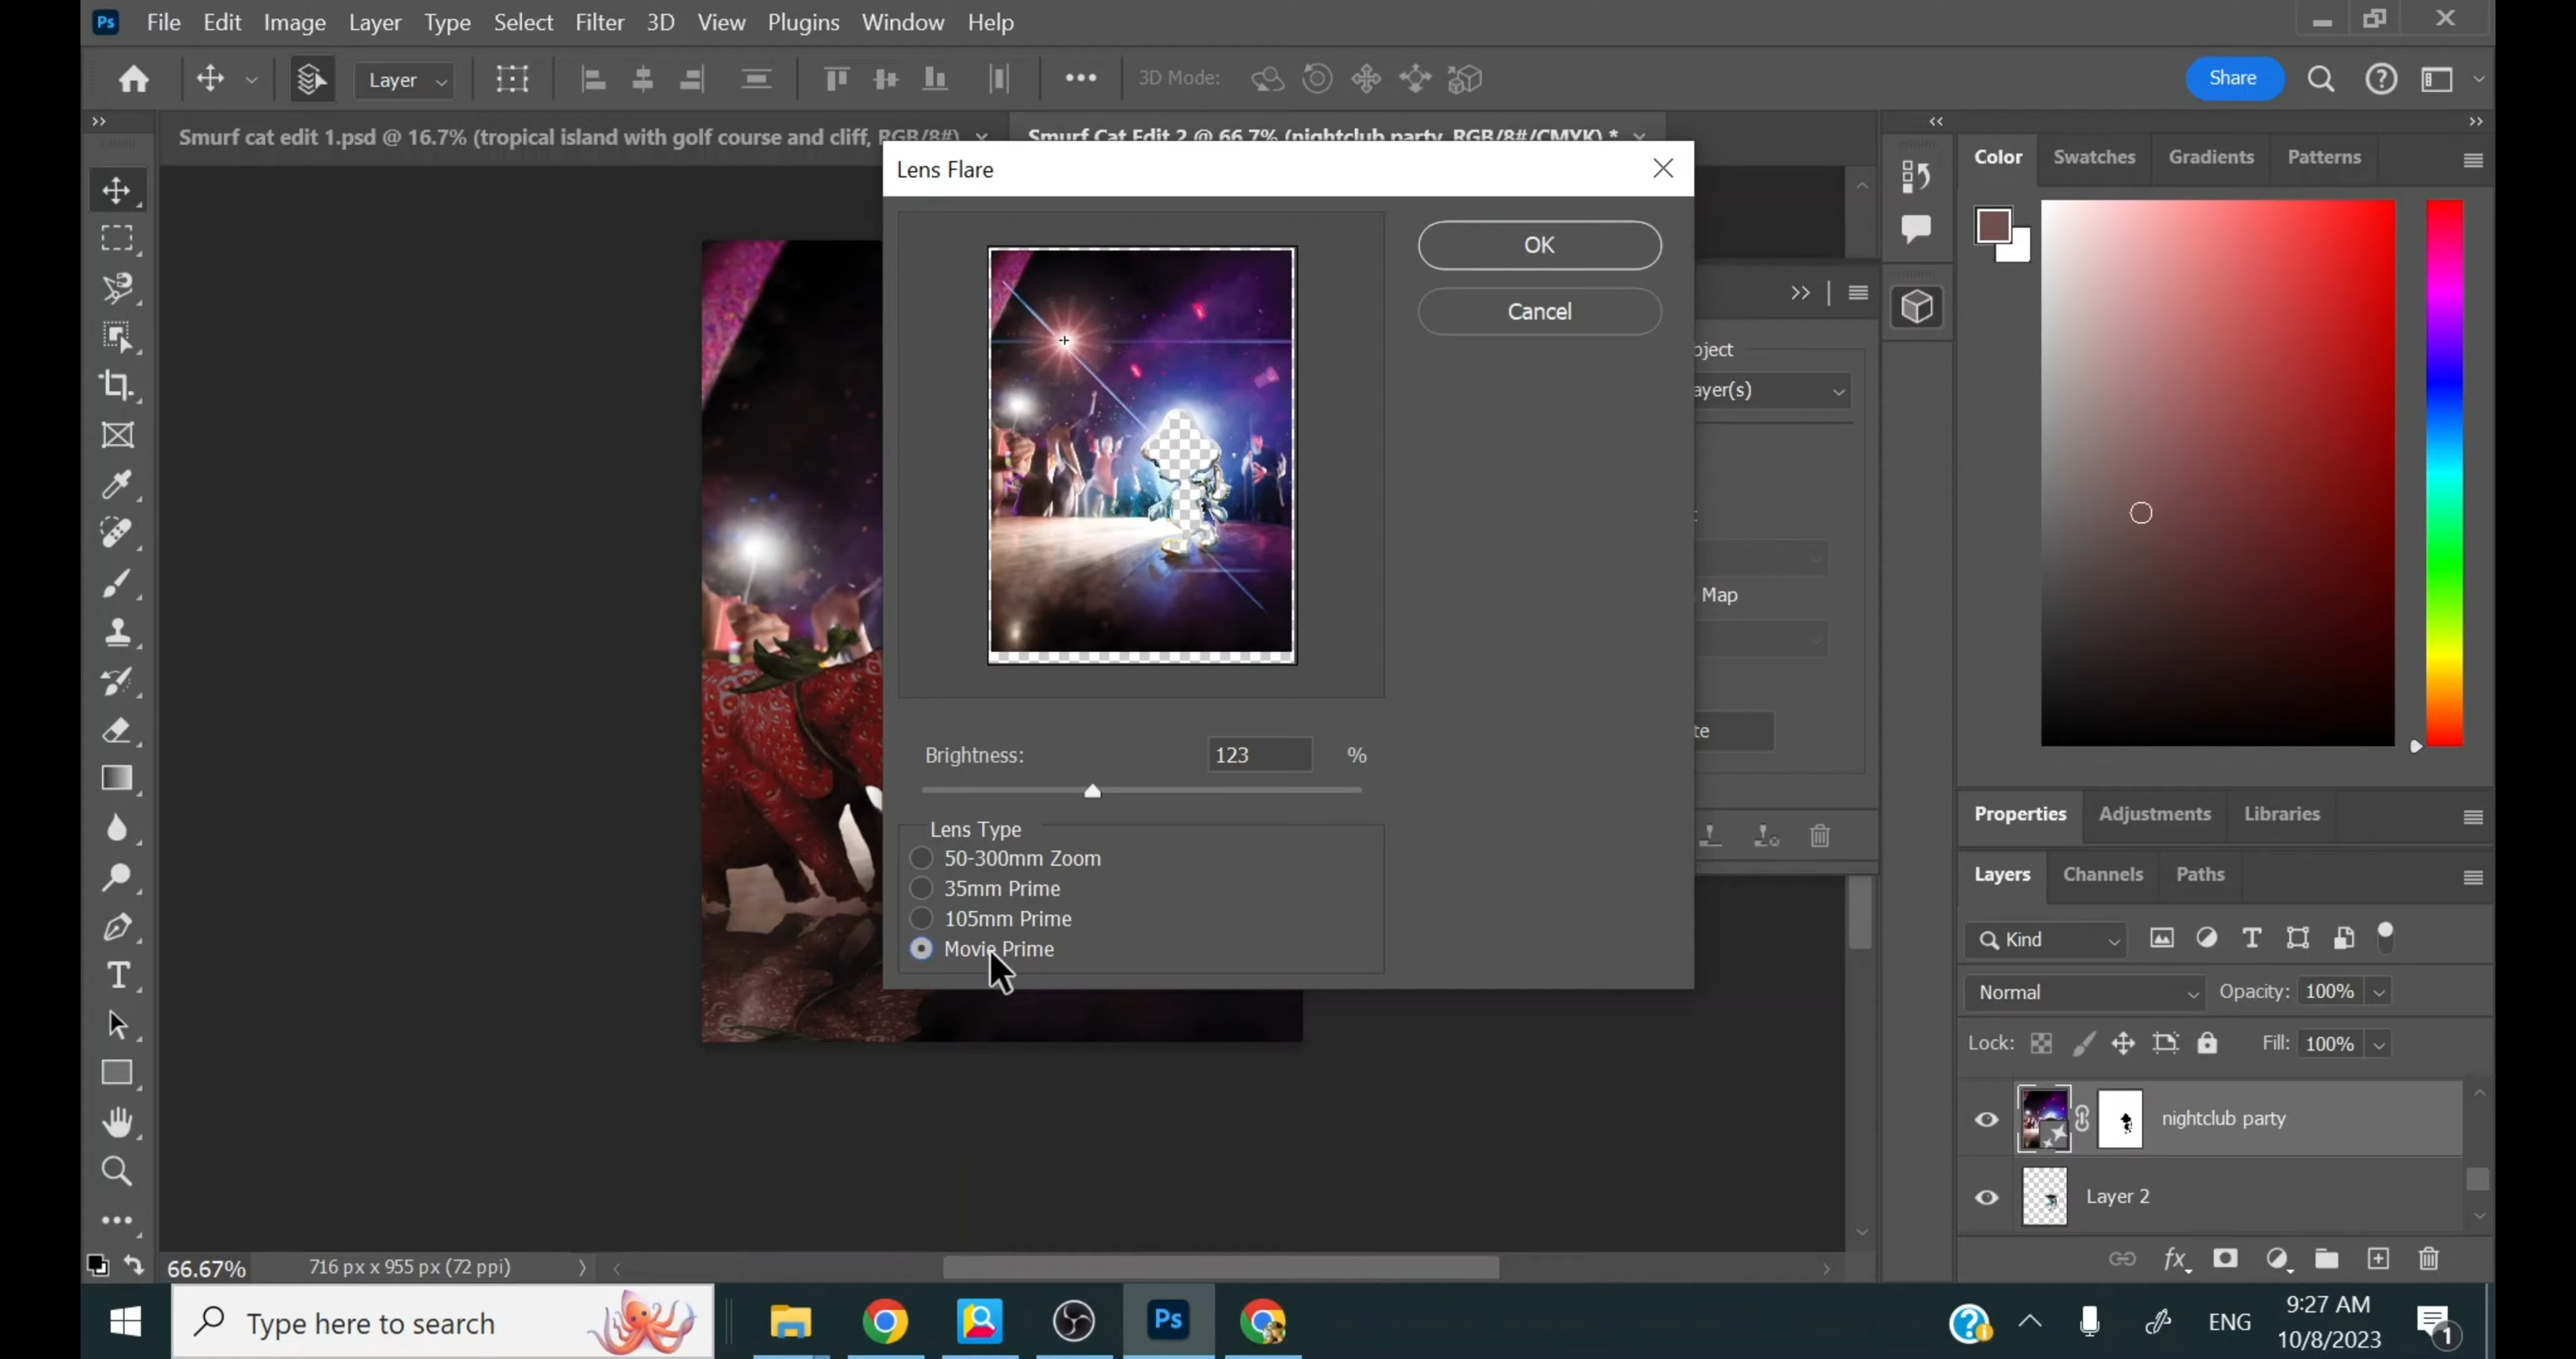 Ps File Edit Image Layer Type Select Filter 3D View Plugins Window Help
Layer 3D Mode: Share
Smurf cat edit 1.psd @ 16.7% (tropical island with golf course and cliff, RGB/8#)
Smurf Cat Edit 2 @ 66.7% (nightclub party, RGB/8#/CMYK) *
Lens Flare
OK
Cancel
bject
ayer(s)
Map
te
Brightness: 123 %
Lens Type
50-300mm Zoom
35mm Prime
105mm Prime
Movie Prime
Color Swatches Gradients Patterns
Properties Adjustments Libraries
Layers Channels Paths
Kind
Normal Opacity: 100%
Lock: Fill: 100%
nightclub party
Layer 2
fx
66.67% 716 px x 955 px (72 ppi)
Type here to search
Ps
ENG
9:27 AM
10/8/2023
1